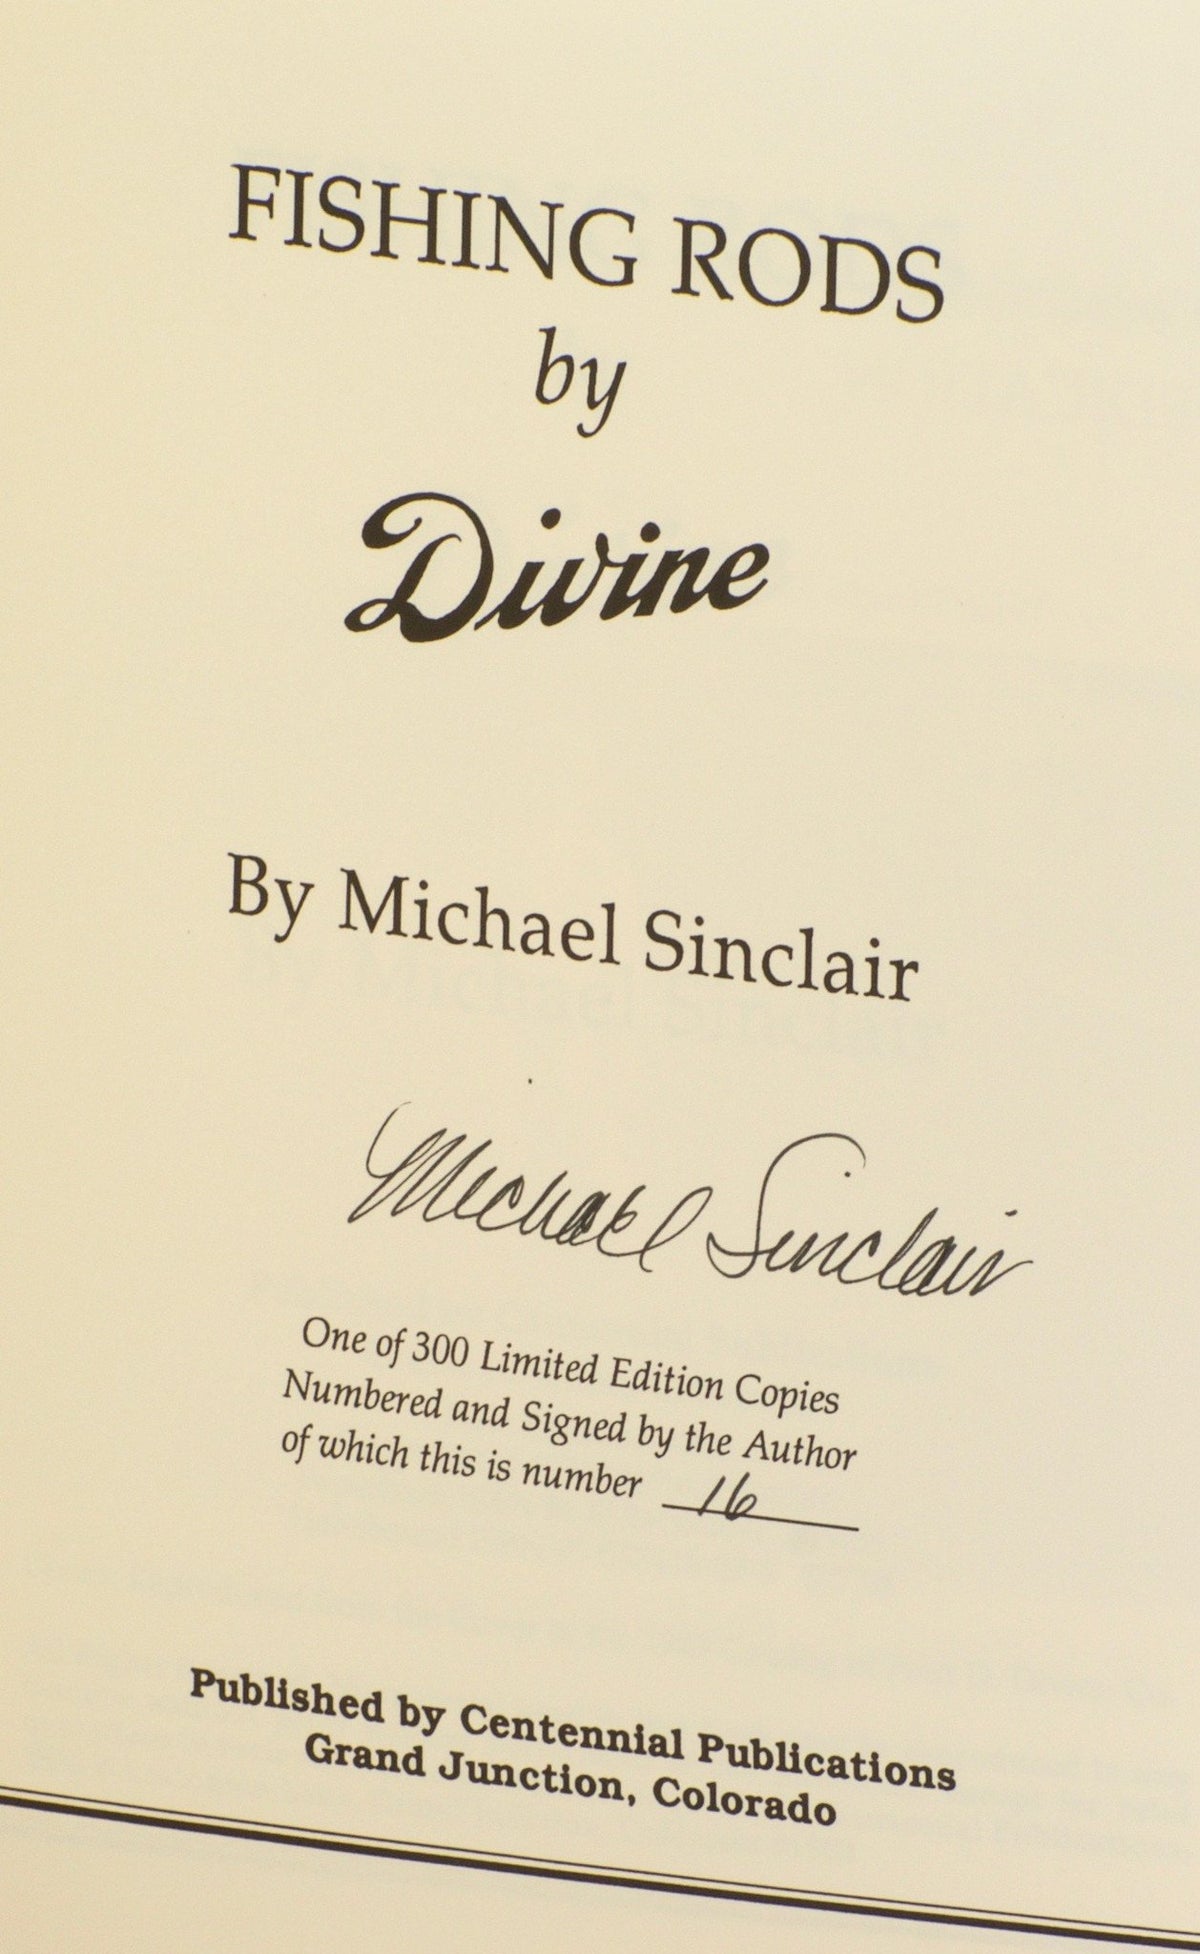 FISHING RODS
by
Divine
By Michael Sinclair
Michael Sinclair
One of 300 Limited Edition Copies
Numbered and Signed by the Author
of which this is number 16
Published by Centennial Publications
Grand Junction, Colorado